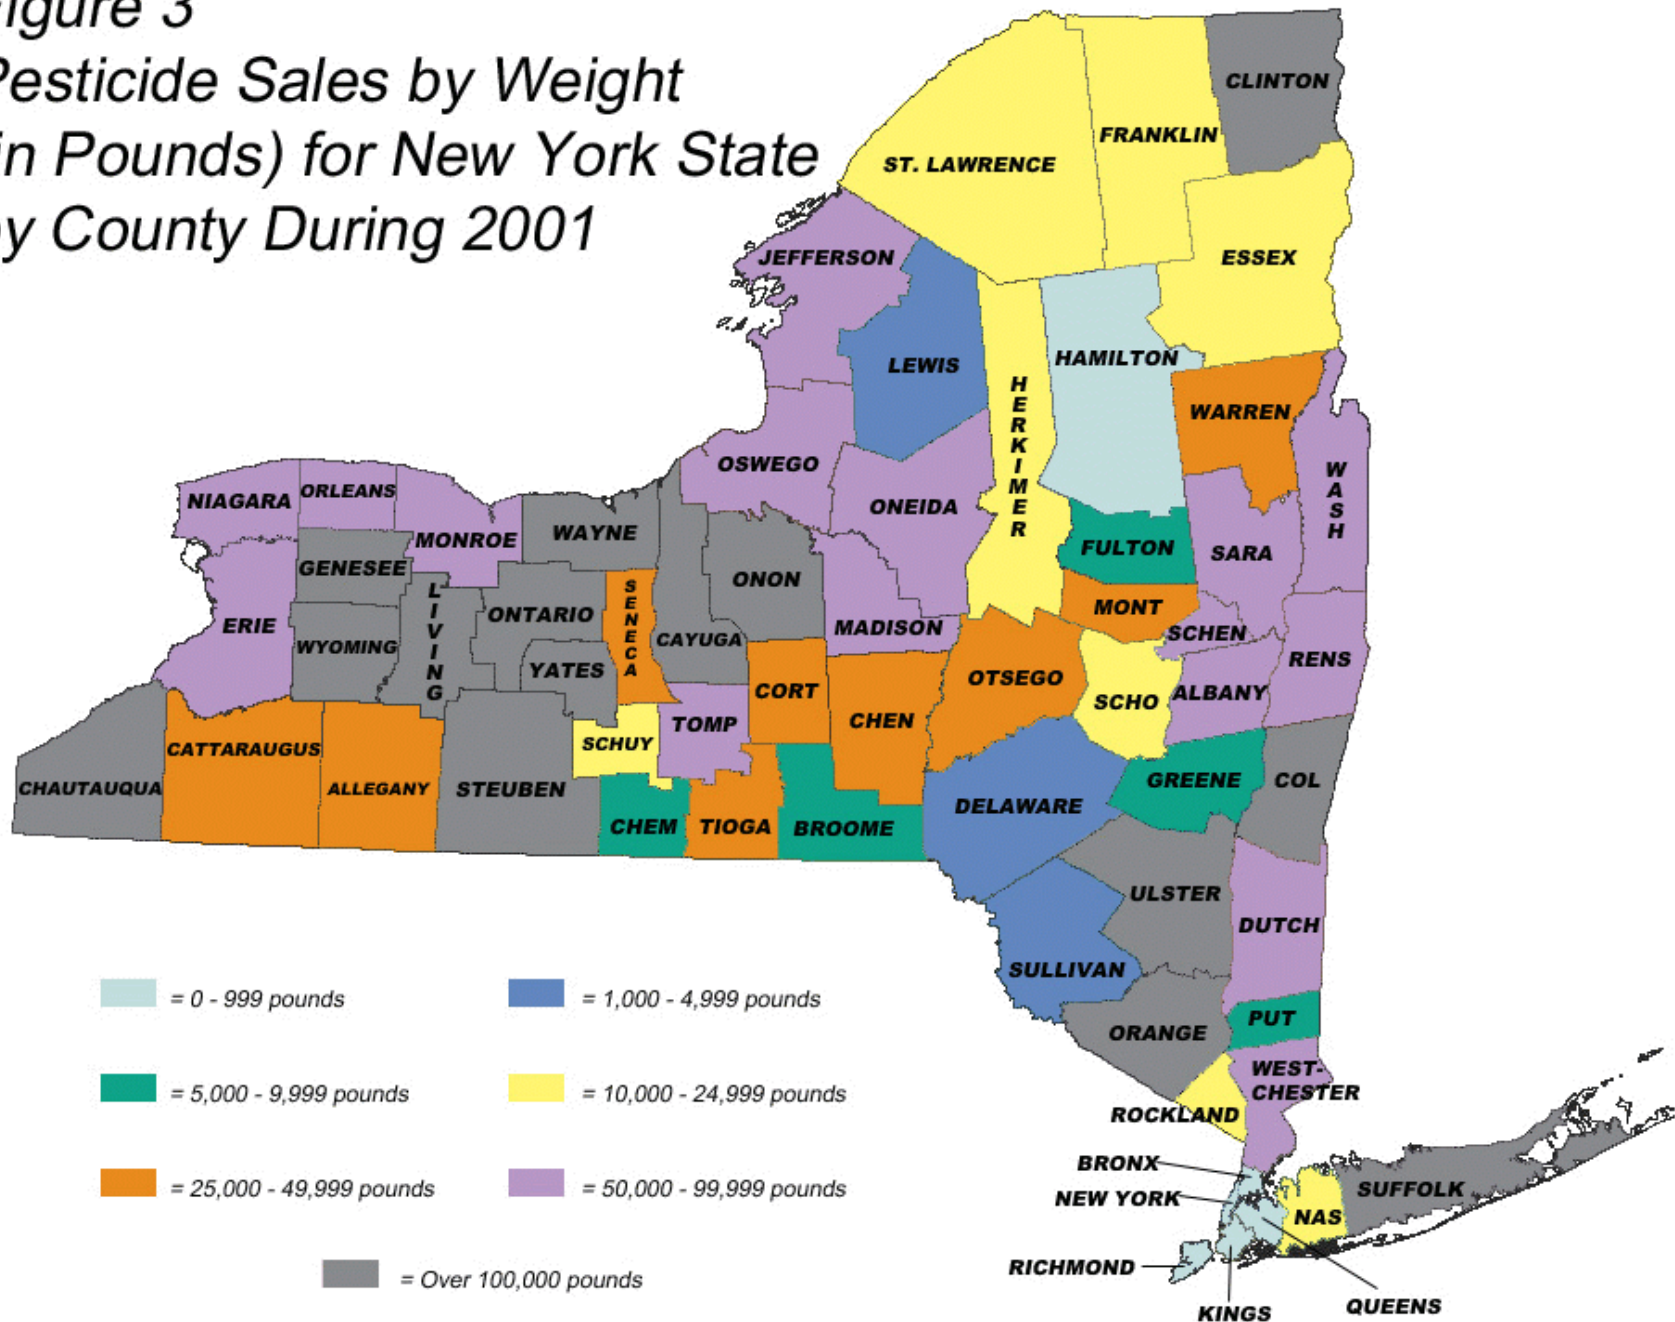 igure 3
Pesticide Sales by Weight
in Pounds) for New York State
by County During 2001
CLINTON
FRANKLIN
ST. LAWRENCE
ESSEX
JEFFERSON
LEWIS
HAMILTON
HERKIMER
WARREN
WASH
OSWEGO
ONEIDA
NIAGARA
ORLEANS
MONROE
WAYNE
FULTON
SARA
GENESEE
ONON
LIVING
ONTARIO
SENECA
MONT
ERIE
WYOMING
CAYUGA
MADISON
SCHEN
RENS
YATES
CORT
OTSEGO
SCHO
ALBANY
CATTARAUGUS
SCHUY
TOMP
CHEN
CHAUTAUQUA
ALLEGANY
STEUBEN
GREENE
COL
DELAWARE
CHEM
TIOGA
BROOME
ULSTER
DUTCH
SULLIVAN
ORANGE
PUT
WEST-
CHESTER
ROCKLAND
BRONX
NEW YORK
SUFFOLK
NAS
RICHMOND
KINGS
QUEENS
= 0 - 999 pounds
= 1,000 - 4,999 pounds
= 5,000 - 9,999 pounds
= 10,000 - 24,999 pounds
= 25,000 - 49,999 pounds
= 50,000 - 99,999 pounds
= Over 100,000 pounds